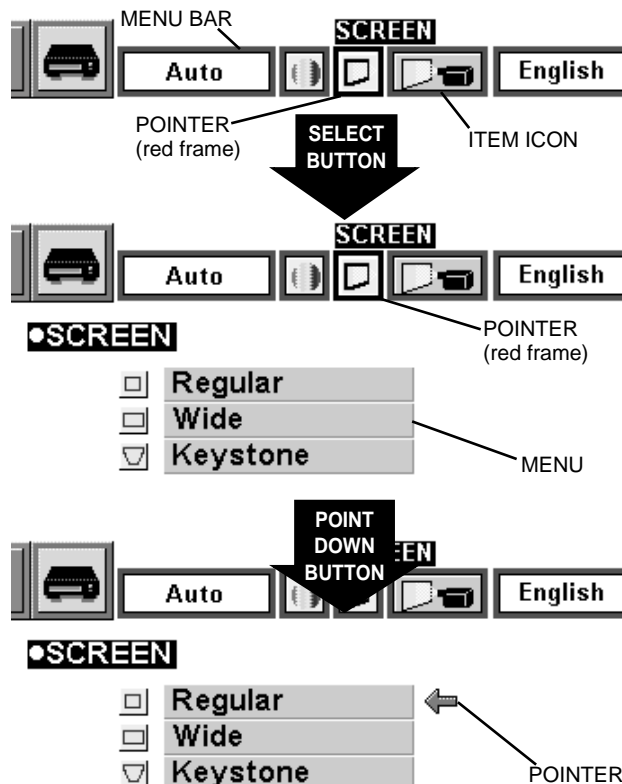 MENU BAR
SCREEN
Auto
English
POINTER
(red frame)
SELECT
BUTTON
ITEM ICON
SCREEN
Auto
English
POINTER
(red frame)
●SCREEN
Regular
Wide
Keystone
MENU
POINT
DOWN
BUTTON
EEN
Auto
English
●SCREEN
Regular
Wide
Keystone
POINTER